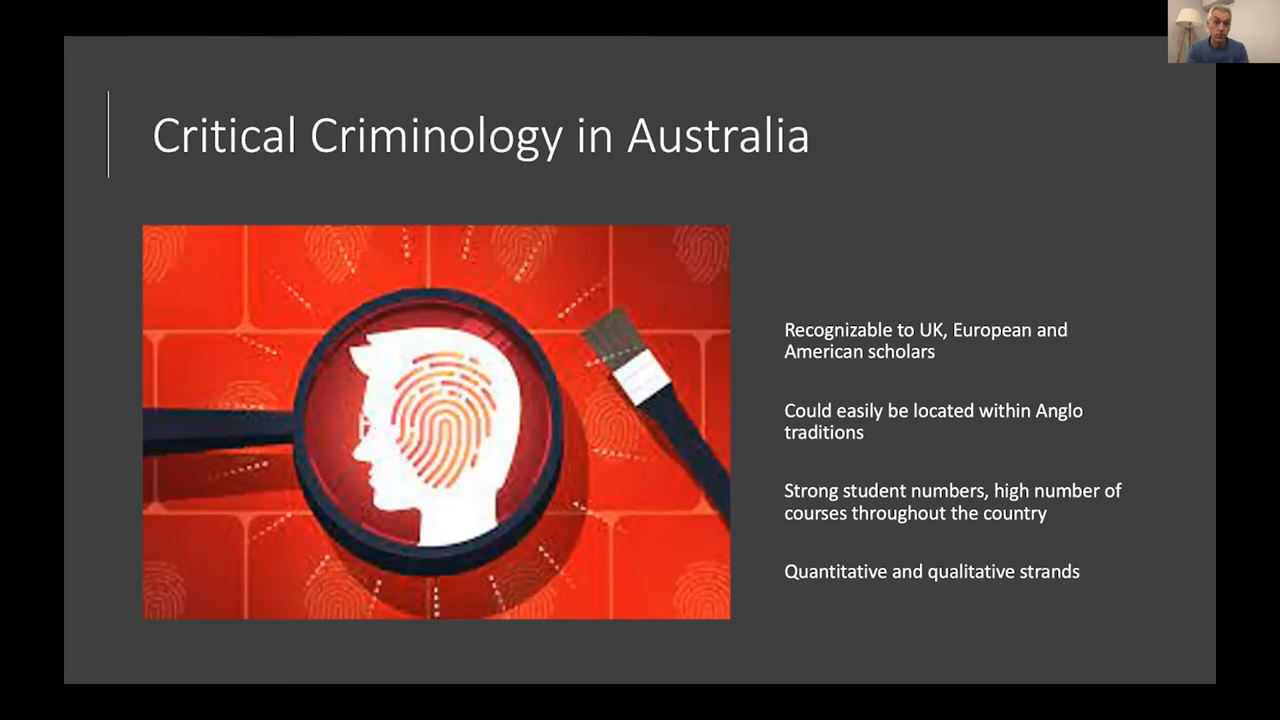 Critical Criminology in Australia
Recognizable to UK, European and
American scholars
Could easily be located within Anglo
traditions
Strong student numbers, high number of
courses throughout the country
Quantitative and qualitative strands